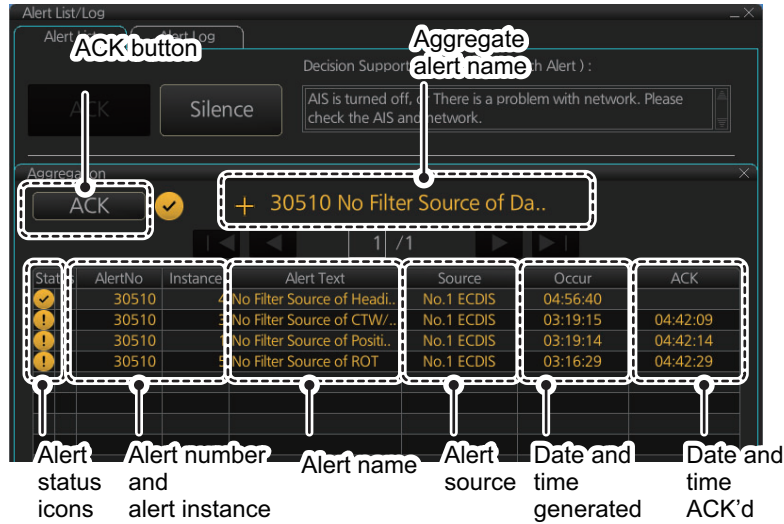 Alert List/Log
Alert Log
ACK button
Aggregate
alert name
Decision Support
ch Alert ) :
ACK
Silence
AIS is turned off, or There is a problem with network. Please
check the AIS and network.
Aggregation
ACK
+ 30510 No Filter Source of Da..
1 /1
Status AlertNo Instance Alert Text Source Occur ACK
30510 4 No Filter Source of Headi.. No.1 ECDIS 04:56:40
30510 3 No Filter Source of CTW/.. No.1 ECDIS 03:19:15 04:42:09
30510 1 No Filter Source of Positi.. No.1 ECDIS 03:19:14 04:42:14
30510 5 No Filter Source of ROT No.1 ECDIS 03:16:29 04:42:29
Alert
status
icons
Alert number
and
alert instance
Alert name
Alert
source
Date and
time
generated
Date and
time
ACK'd